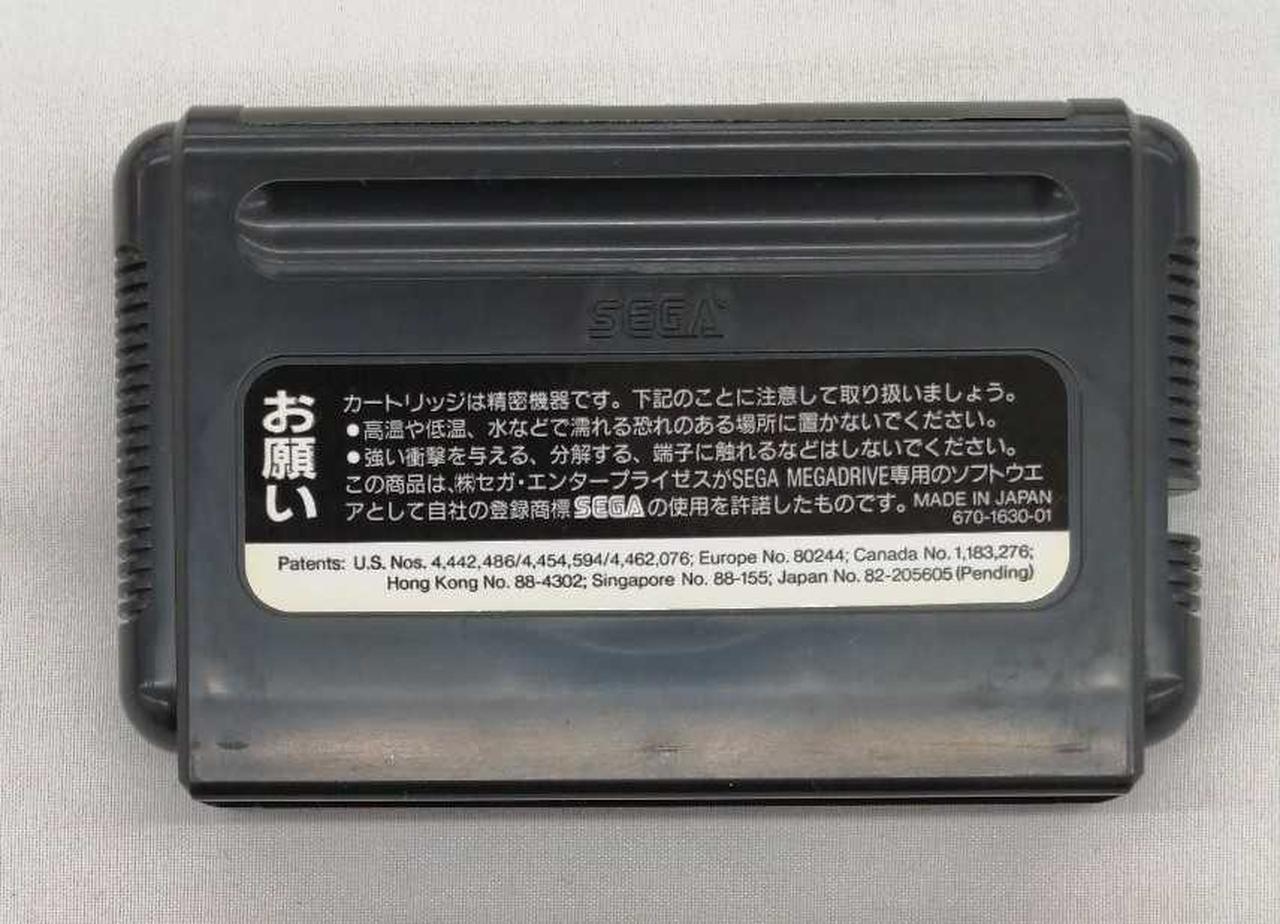 SEGA
お願い
カートリッジは精密機器です。下記のことに注意して取り扱いましょう。
●高温や低温、水などで濡れる恐れのある場所に置かないでください。
●強い衝撃を与える、分解する、端子に触れるなどはしないでください。
この商品は、㈱セガ・エンタープライゼスがSEGA MEGADRIVE専用のソフトウエ
アとして自社の登録商標SEGAの使用を許諾したものです。MADE IN JAPAN
670-1630-01
Patents: U.S. Nos. 4,442,486/4,454,594/4,462,076; Europe No. 80244; Canada No. 1,183,276;
Hong Kong No. 88-4302; Singapore No. 88-155; Japan No. 82-205605 (Pending)